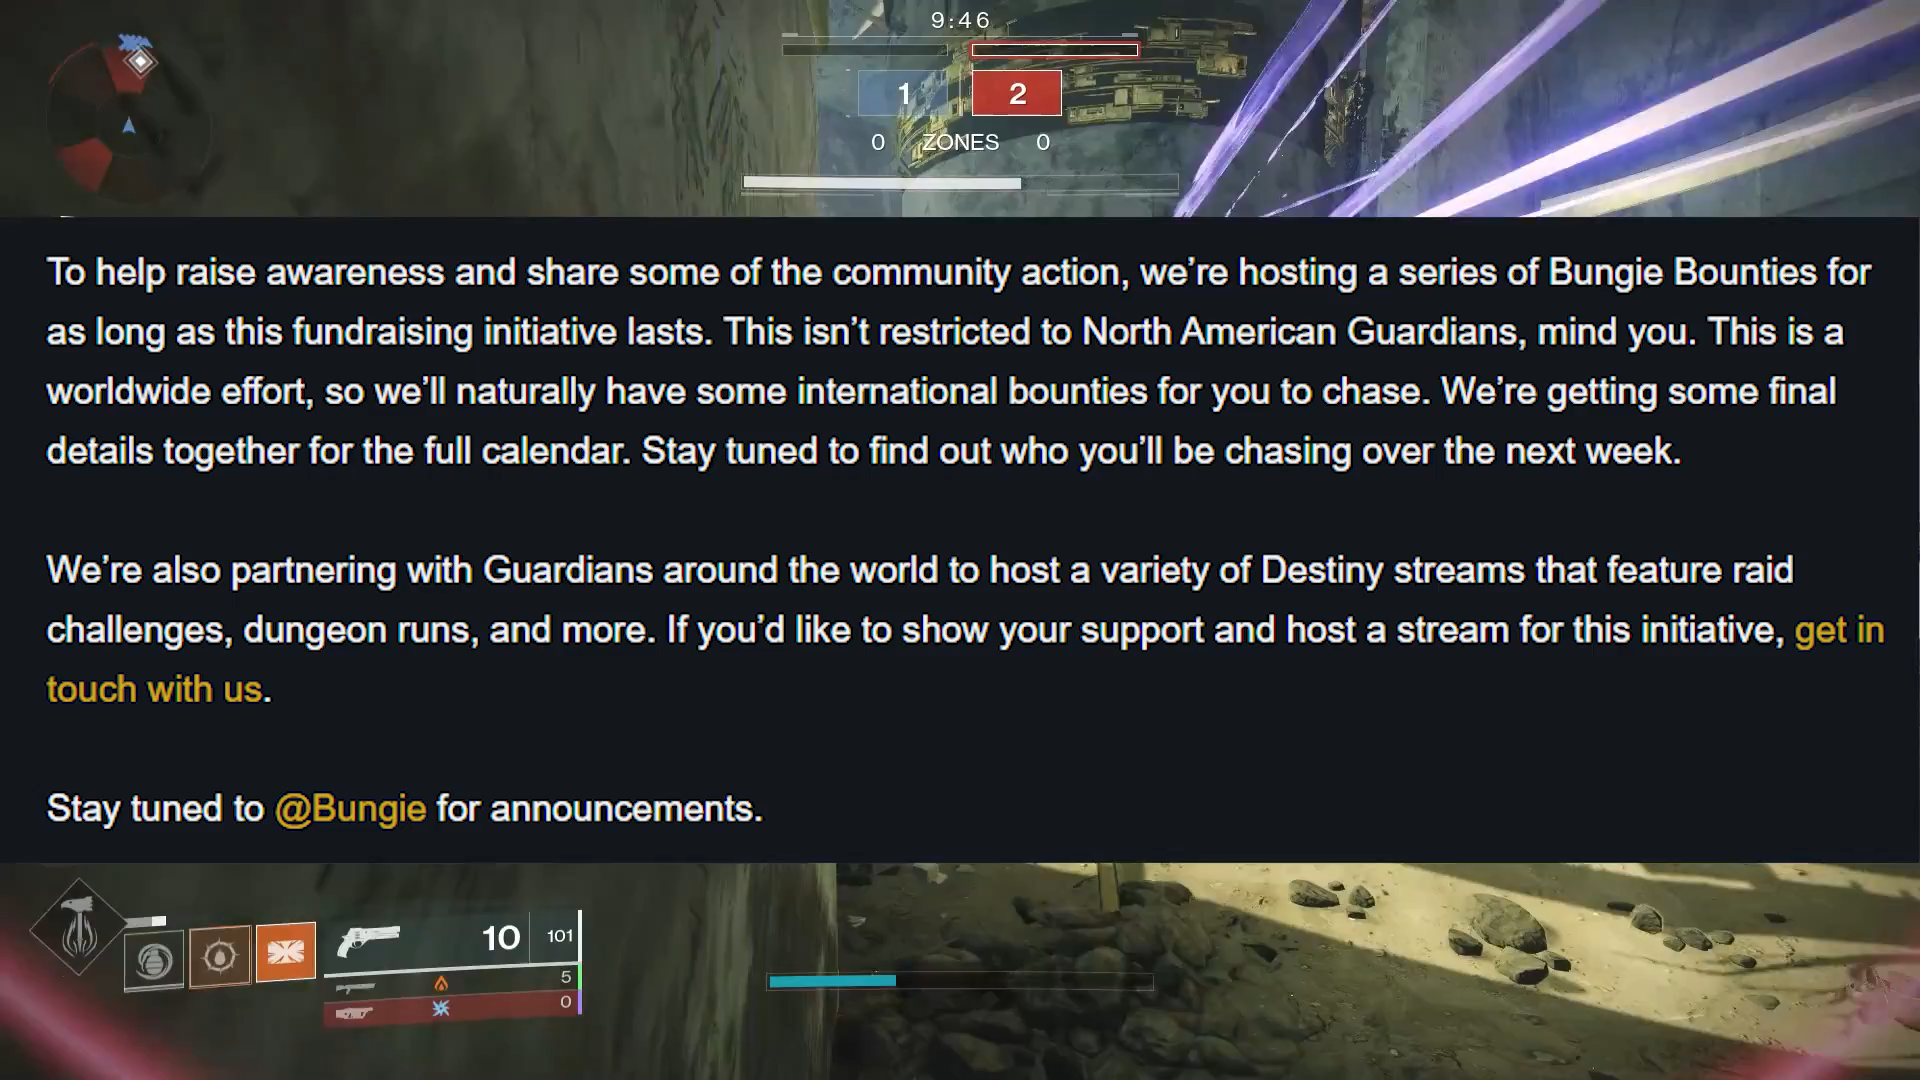 9:46
1 2
0 ZONES 0
To help raise awareness and share some of the community action, we’re hosting a series of Bungie Bounties for
as long as this fundraising initiative lasts. This isn’t restricted to North American Guardians, mind you. This is a
worldwide effort, so we’ll naturally have some international bounties for you to chase. We’re getting some final
details together for the full calendar. Stay tuned to find out who you’ll be chasing over the next week.
We’re also partnering with Guardians around the world to host a variety of Destiny streams that feature raid
challenges, dungeon runs, and more. If you’d like to show your support and host a stream for this initiative, get in
touch with us.
Stay tuned to @Bungie for announcements.
10 101
5
0